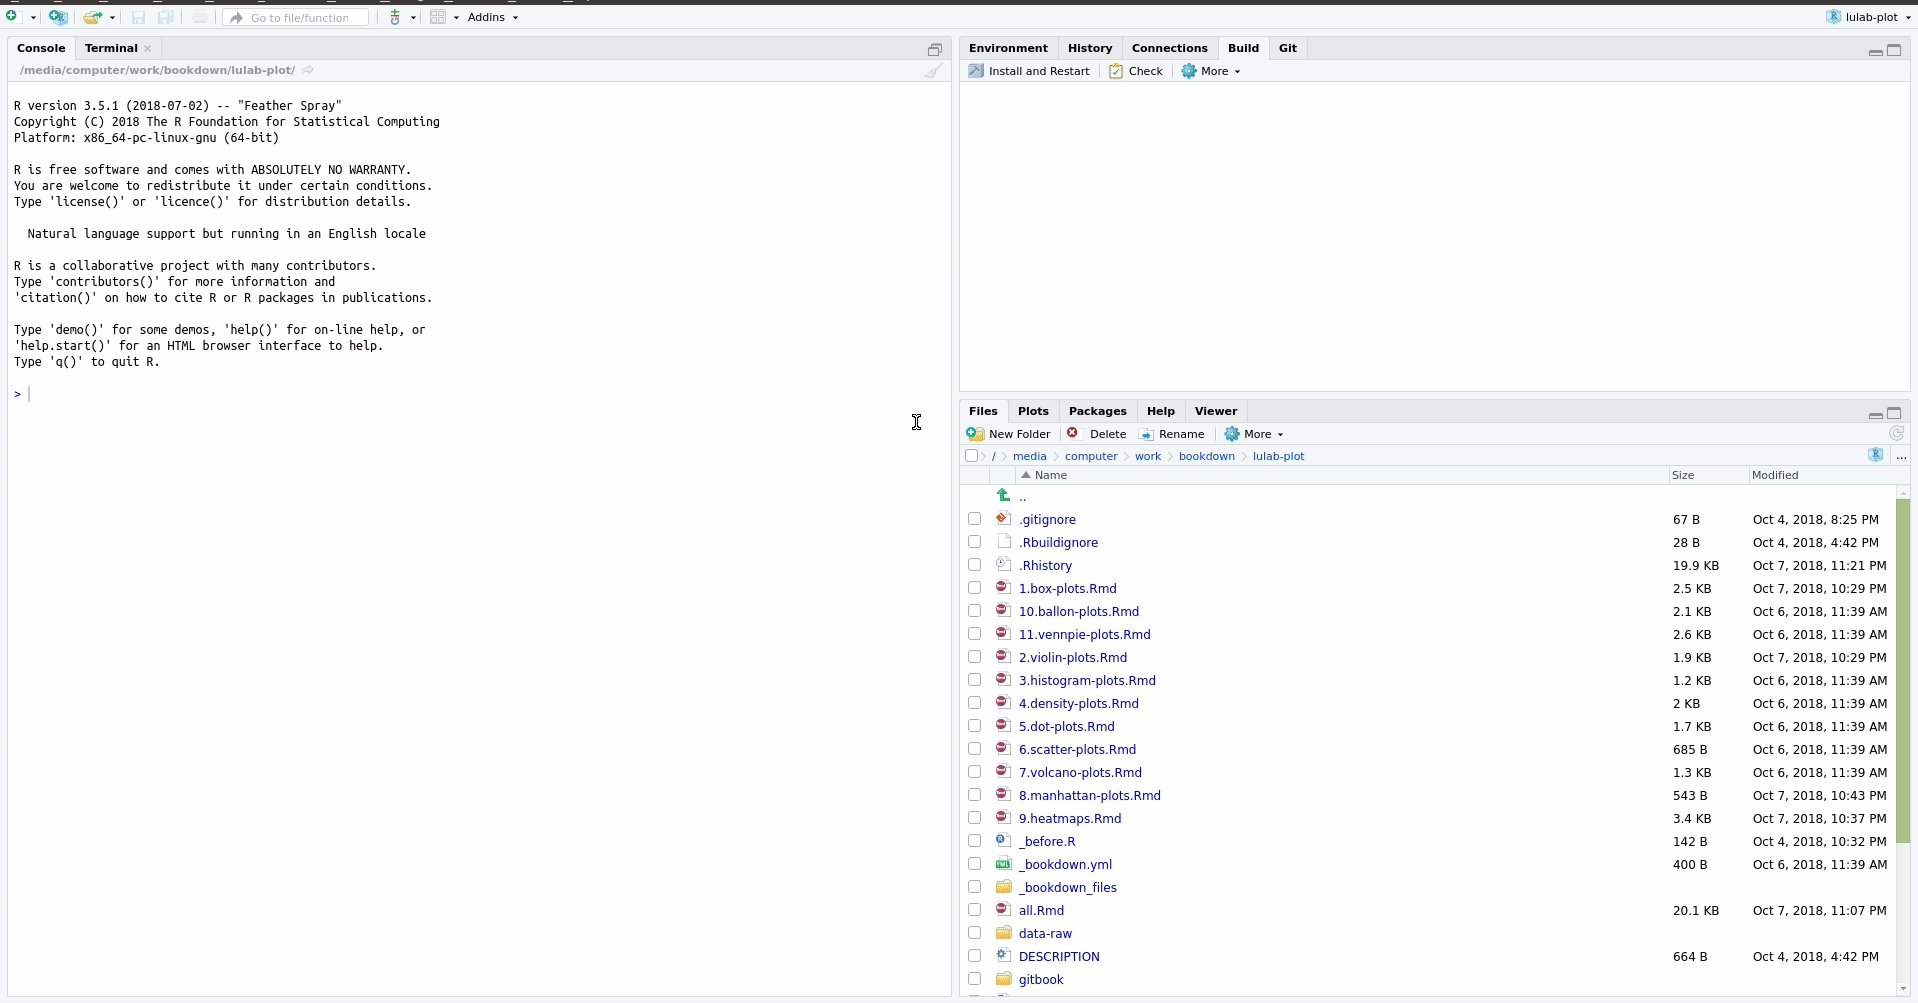 Go to file/function
Addins
lulab-plot
Console
Terminal
/media/computer/work/bookdown/lulab-plot/
R version 3.5.1 (2018-07-02) -- "Feather Spray"
Copyright (C) 2018 The R Foundation for Statistical Computing
Platform: x86_64-pc-linux-gnu (64-bit)
R is free software and comes with ABSOLUTELY NO WARRANTY.
You are welcome to redistribute it under certain conditions.
Type 'license()' or 'licence()' for distribution details.
Natural language support but running in an English locale
R is a collaborative project with many contributors.
Type 'contributors()' for more information and
'citation()' on how to cite R or R packages in publications.
Type 'demo()' for some demos, 'help()' for on-line help, or
'help.start()' for an HTML browser interface to help.
Type 'q()' to quit R.
>
Environment History Connections Build Git
Install and Restart Check More
Files Plots Packages Help Viewer
New Folder Delete Rename More
/ media computer work bookdown lulab-plot ...
Name Size Modified
..
.gitignore 67 B Oct 4, 2018, 8:25 PM
.Rbuildignore 28 B Oct 4, 2018, 4:42 PM
.Rhistory 19.9 KB Oct 7, 2018, 11:21 PM
1.box-plots.Rmd 2.5 KB Oct 7, 2018, 10:29 PM
10.ballon-plots.Rmd 2.1 KB Oct 6, 2018, 11:39 AM
11.vennpie-plots.Rmd 2.6 KB Oct 6, 2018, 11:39 AM
2.violin-plots.Rmd 1.9 KB Oct 7, 2018, 10:29 PM
3.histogram-plots.Rmd 1.2 KB Oct 6, 2018, 11:39 AM
4.density-plots.Rmd 2 KB Oct 6, 2018, 11:39 AM
5.dot-plots.Rmd 1.7 KB Oct 6, 2018, 11:39 AM
6.scatter-plots.Rmd 685 B Oct 6, 2018, 11:39 AM
7.volcano-plots.Rmd 1.3 KB Oct 6, 2018, 11:39 AM
8.manhattan-plots.Rmd 543 B Oct 7, 2018, 10:43 PM
9.heatmaps.Rmd 3.4 KB Oct 7, 2018, 10:37 PM
_before.R 142 B Oct 4, 2018, 10:32 PM
_bookdown.yml 400 B Oct 6, 2018, 11:39 AM
_bookdown_files
all.Rmd 20.1 KB Oct 7, 2018, 11:07 PM
data-raw
DESCRIPTION 664 B Oct 4, 2018, 4:42 PM
gitbook